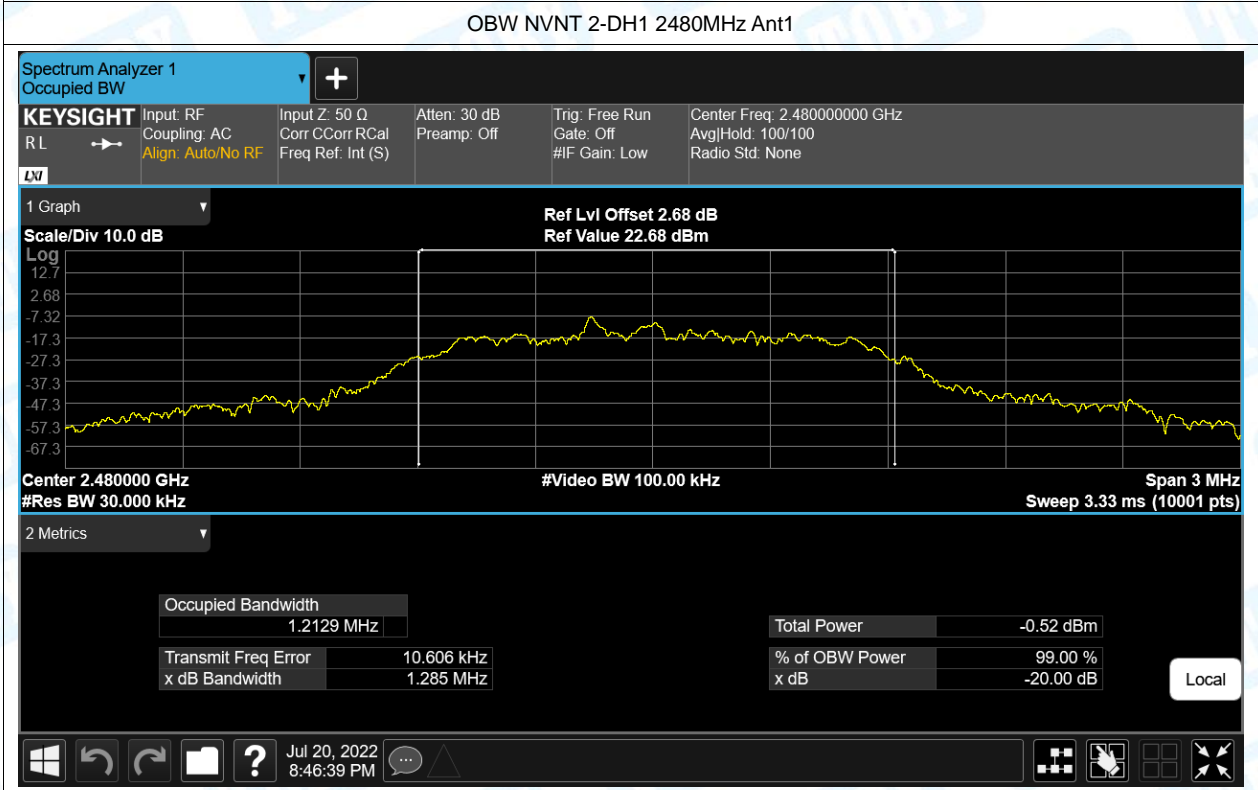 OBW NVNT 2-DH1 2480MHz Ant1
Spectrum Analyzer 1
Occupied BW
KEYSIGHT
RL
LXI
Input: RF
Coupling: AC
Align: Auto/No RF
Input Z: 50 Ω
Corr CCorr RCal
Freq Ref: Int (S)
Atten: 30 dB
Preamp: Off
Trig: Free Run
Gate: Off
#IF Gain: Low
Center Freq: 2.480000000 GHz
Avg|Hold: 100/100
Radio Std: None
1 Graph
Scale/Div 10.0 dB
Ref Lvl Offset 2.68 dB
Ref Value 22.68 dBm
Log
12.7
2.68
-7.32
-17.3
-27.3
-37.3
-47.3
-57.3
-67.3
Center 2.480000 GHz
#Video BW 100.00 kHz
Span 3 MHz
#Res BW 30.000 kHz
Sweep 3.33 ms (10001 pts)
2 Metrics
Occupied Bandwidth
1.2129 MHz
Total Power -0.52 dBm
Transmit Freq Error 10.606 kHz
% of OBW Power 99.00 %
x dB Bandwidth 1.285 MHz
x dB -20.00 dB
Local
Jul 20, 2022
8:46:39 PM